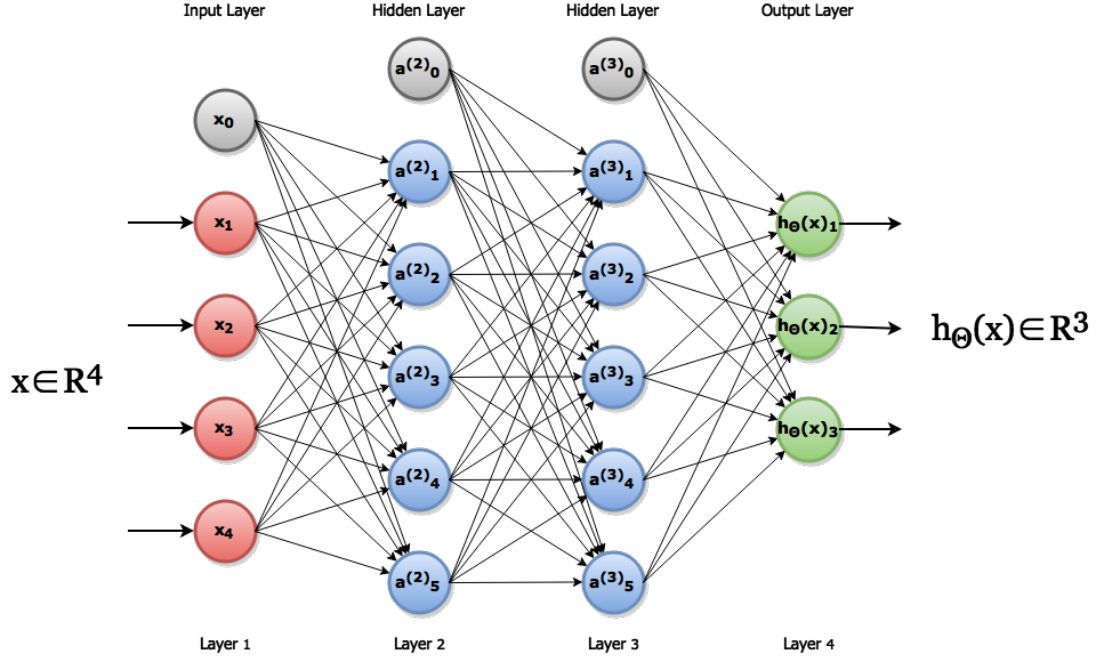 Input Layer
Hidden Layer
Hidden Layer
Output Layer
x₀
x₁
x₂
x₃
x₄
a⁽²⁾₀
a⁽²⁾₁
a⁽²⁾₂
a⁽²⁾₃
a⁽²⁾₄
a⁽²⁾₅
a⁽³⁾₀
a⁽³⁾₁
a⁽³⁾₂
a⁽³⁾₃
a⁽³⁾₄
a⁽³⁾₅
hΘ(x)₁
hΘ(x)₂
hΘ(x)₃
x∈R⁴
hΘ(x)∈R³
Layer 1
Layer 2
Layer 3
Layer 4